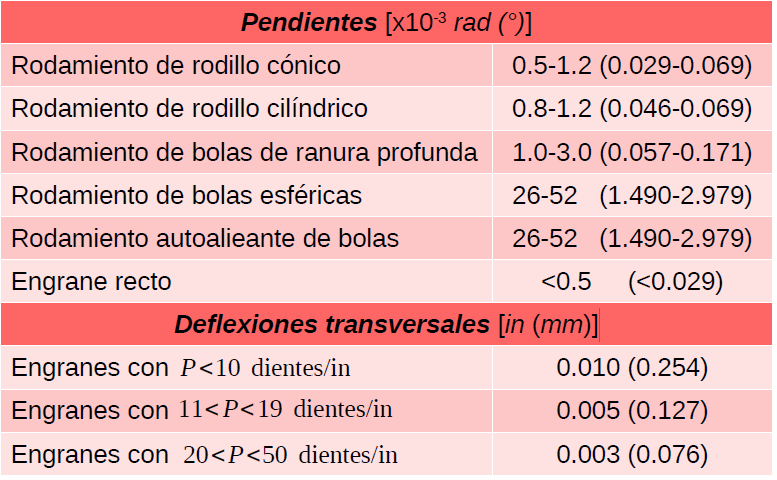 Pendientes [x10⁻³ rad (°)]
Rodamiento de rodillo cónico 0.5-1.2 (0.029-0.069)
Rodamiento de rodillo cilíndrico 0.8-1.2 (0.046-0.069)
Rodamiento de bolas de ranura profunda 1.0-3.0 (0.057-0.171)
Rodamiento de bolas esféricas 26-52 (1.490-2.979)
Rodamiento autoalieante de bolas 26-52 (1.490-2.979)
Engrane recto <0.5 (<0.029)
Deflexiones transversales [in (mm)]
Engranes con P<10 dientes/in 0.010 (0.254)
Engranes con 11<P<19 dientes/in 0.005 (0.127)
Engranes con 20<P<50 dientes/in 0.003 (0.076)